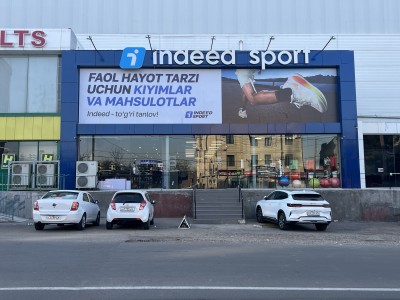 LTS
indeed sport
FAOL HAYOT TARZI
UCHUN KIYIMLAR
VA MAHSULOTLAR
Indeed - to'g'ri tanlov!
INDEED
SPORT